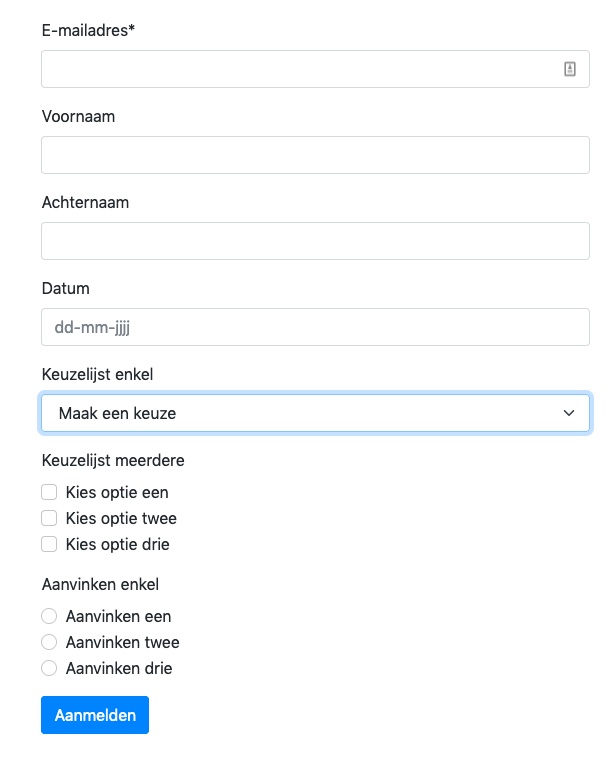 E-mailadres*
Voornaam
Achternaam
Datum
dd-mm-jjjj
Keuzelijst enkel
Maak een keuze
Keuzelijst meerdere
Kies optie een
Kies optie twee
Kies optie drie
Aanvinken enkel
Aanvinken een
Aanvinken twee
Aanvinken drie
Aanmelden